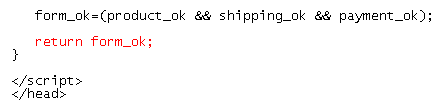 form_ok=(product_ok && shipping_ok && payment_ok);
return form_ok;
}
</script>
</head>